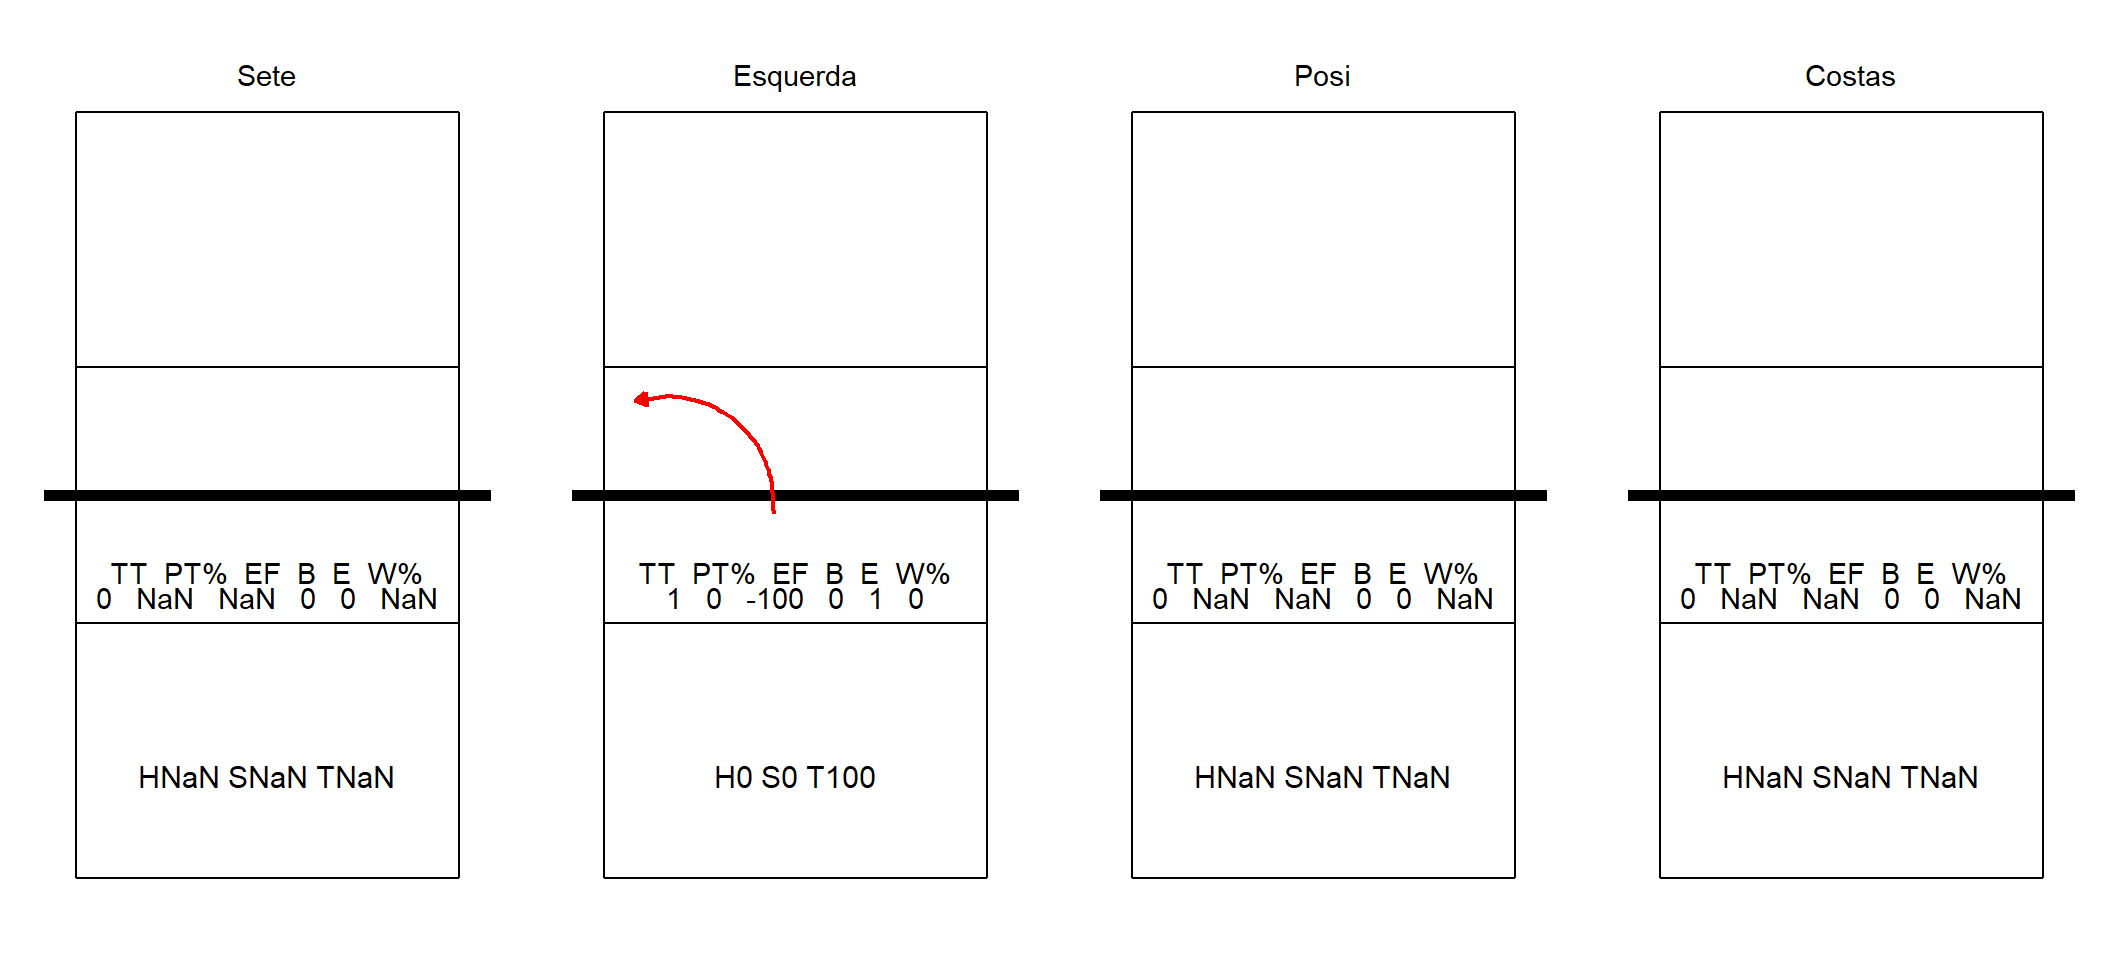 Sete
Esquerda
Posi
Costas
TT PT% EF B E W%
0 NaN NaN 0 0 NaN
TT PT% EF B E W%
1 0 -100 0 1 0
TT PT% EF B E W%
0 NaN NaN 0 0 NaN
TT PT% EF B E W%
0 NaN NaN 0 0 NaN
HNaN SNaN TNaN
H0 S0 T100
HNaN SNaN TNaN
HNaN SNaN TNaN